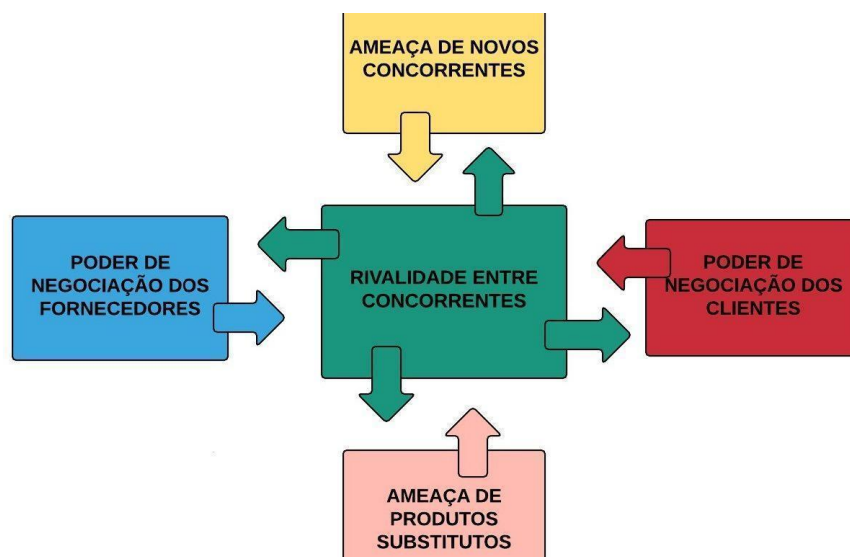 AMEAÇA DE NOVOS
CONCORRENTES
PODER DE
NEGOCIAÇÃO DOS
FORNECEDORES
RIVALIDADE ENTRE
CONCORRENTES
PODER DE
NEGOCIAÇÃO DOS
CLIENTES
AMEAÇA DE
PRODUTOS
SUBSTITUTOS